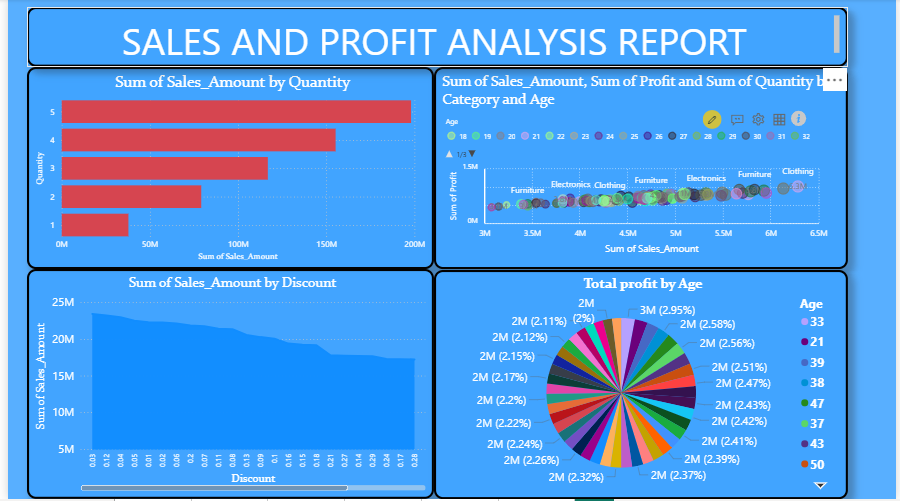 SALES AND PROFIT ANALYSIS REPORT
Sum of Sales_Amount by Quantity
Quantity
5
4
3
2
1
0M 50M 100M 150M 200M
Sum of Sales_Amount
Sum of Sales_Amount, Sum of Profit and Sum of Quantity b
Category and Age
Age
18 19 20 21 22 23 24 25 26 27 28 29 30 31 32
1/3
Sum of Profit
1.5M
0M
Furniture Electronics Clothing Furniture Electronics Furniture Clothing
3M 3.5M 4M 4.5M 5M 5.5M 6M 6.5M
Sum of Sales_Amount
Sum of Sales_Amount by Discount
Sum of Sales_Amount
25M
20M
15M
10M
5M
0.03 0.12 0.04 0.05 0.01 0.02 0.06 0.2 0.07 0.11 0.08 0.13 0.09 0.1 0.16 0.15 0.18 0.21 0.27 0.14 0.29 0.24 0.17 0.28
Discount
Total profit by Age
3M (2.95%)
2M (2.58%)
2M (2.56%)
2M (2.51%)
2M (2.47%)
2M (2.43%)
2M (2.42%)
2M (2.41%)
2M (2.39%)
2M (2.37%)
2M (2.32%)
2M (2.26%)
2M (2.24%)
2M (2.22%)
2M (2.2%)
2M (2.17%)
2M (2.15%)
2M (2.12%)
2M (2.11%)
2M
(2%)
Age
33
21
39
38
47
37
43
50